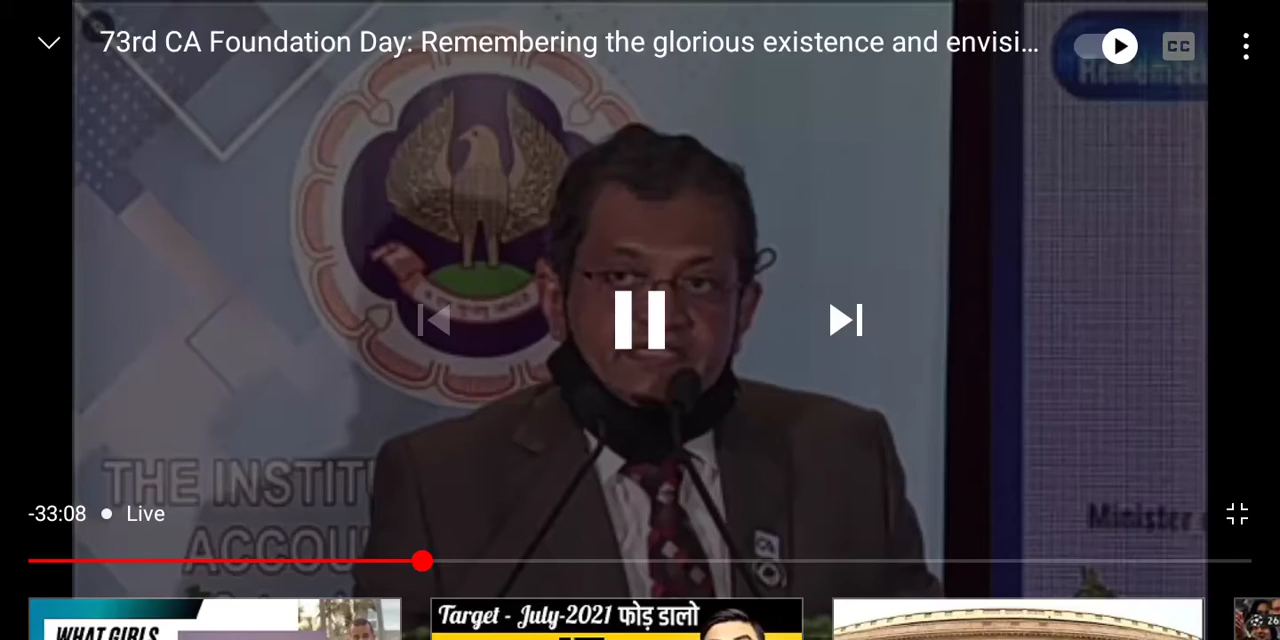 73rd CA Foundation Day: Remembering the glorious existence and envisi...
CC
THE INSTIT
ACCOU
Minister
-33:08 • Live
WHAT GIRLS
Target - July-2021 फोड़ डालो